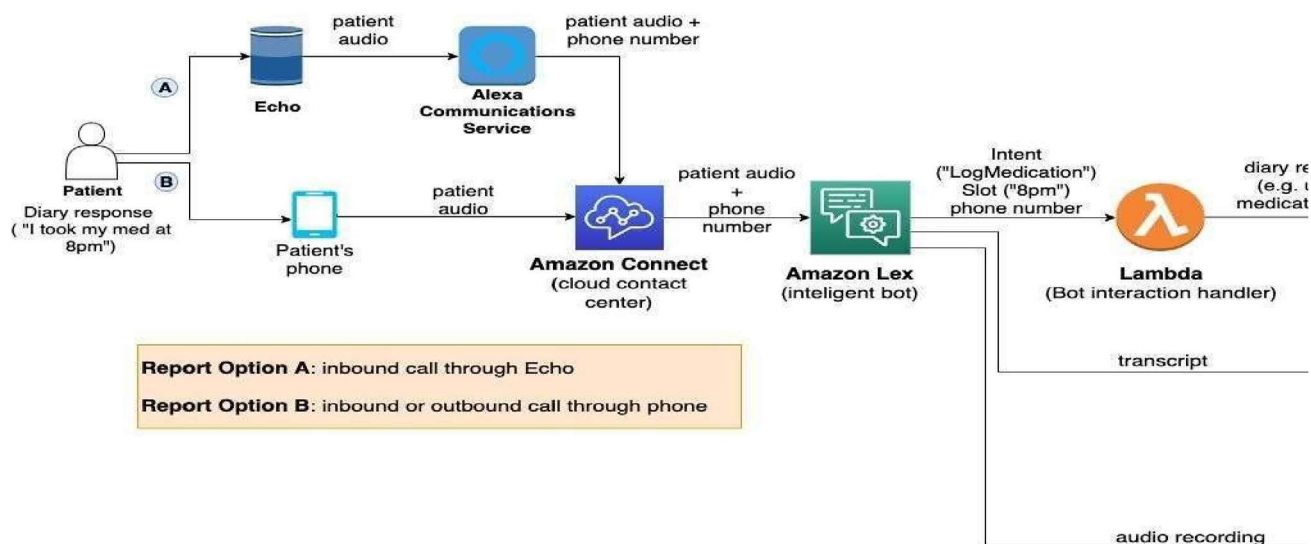 patient
audio
patient audio +
phone number
A
Echo
Alexa
Communications
Service
B
Patient
Diary response
( "I took my med at
8pm")
Patient's
phone
patient
audio
Amazon Connect
(cloud contact
center)
patient audio
+
phone
number
Amazon Lex
(inteligent bot)
Intent
("LogMedication")
Slot ("8pm")
phone number
Lambda
(Bot interaction handler)
diary re
(e.g. u
medicat
transcript
Report Option A: inbound call through Echo
Report Option B: inbound or outbound call through phone
audio recording